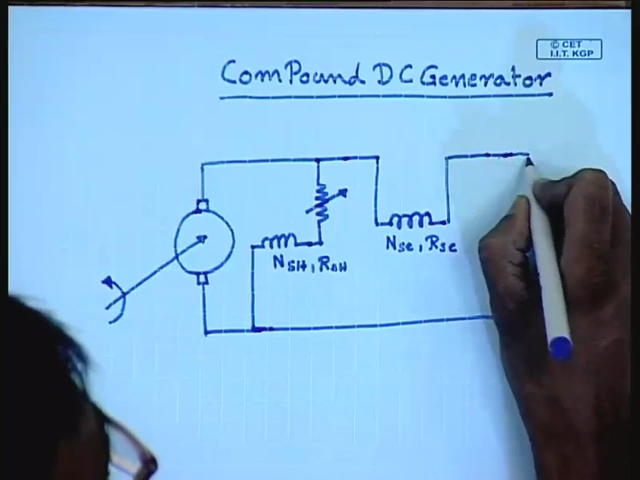 © CET
I.I.T. KGP
ComPound DC Generator
NSH, RSH
NSE, RSE